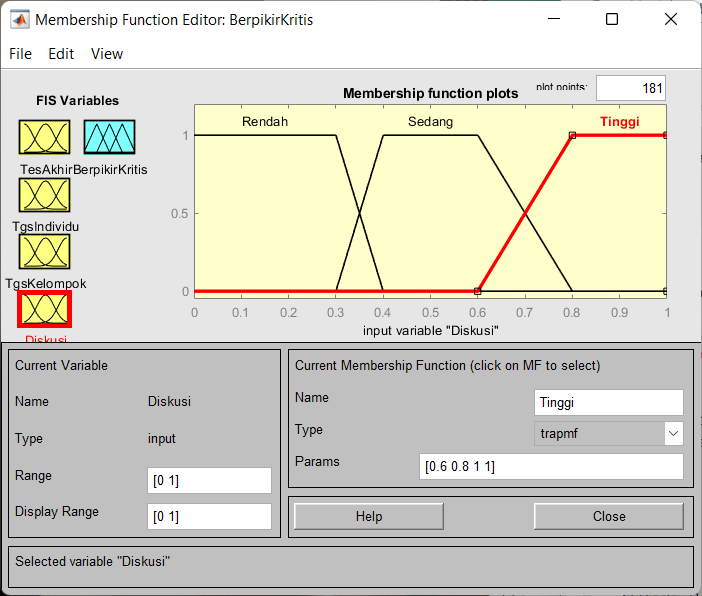 Membership Function Editor: BerpikirKritis
File Edit View
FIS Variables
TesAkhirBerpikirKritis
TgsIndividu
TgsKelompok
Diskusi
Membership function plots
plot points:
181
Rendah
Sedang
Tinggi
1
0.5
0
0 0.1 0.2 0.3 0.4 0.5 0.6 0.7 0.8 0.9 1
input variable "Diskusi"
Current Variable
Name Diskusi
Type input
Range [0 1]
Display Range [0 1]
Current Membership Function (click on MF to select)
Name Tinggi
Type trapmf
Params [0.6 0.8 1 1]
Help Close
Selected variable "Diskusi"